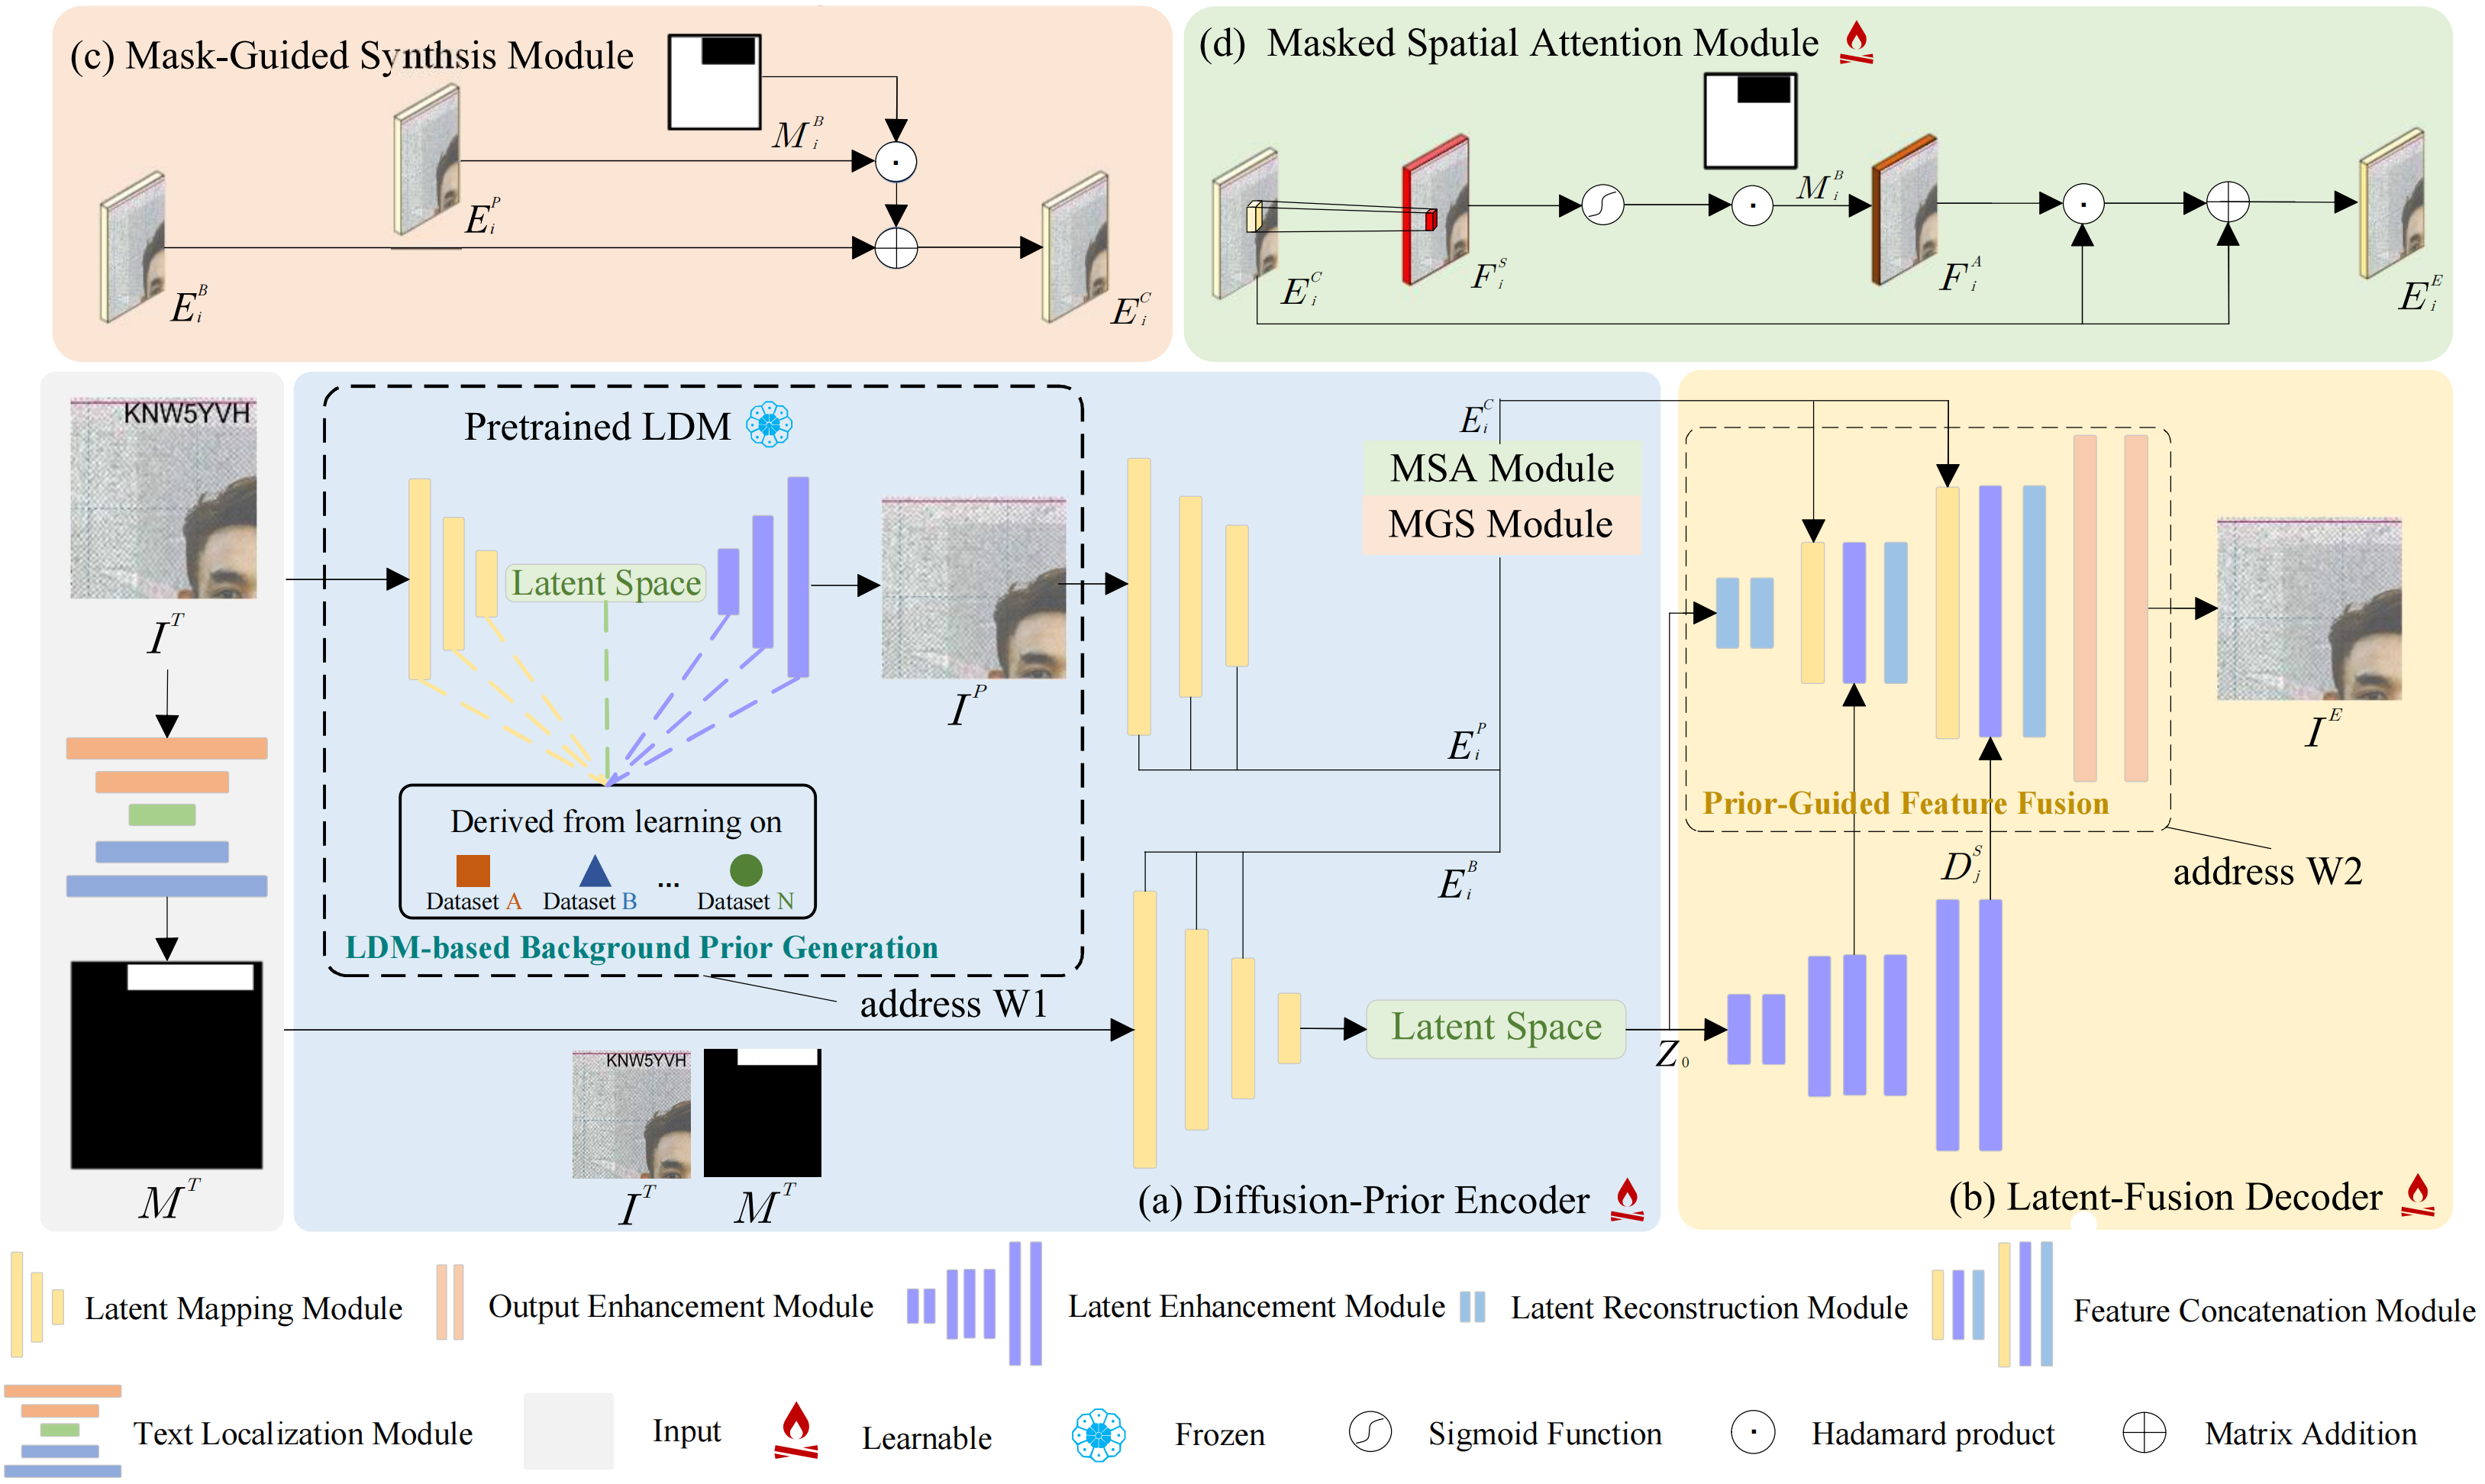 (c) Mask-Guided Synthsis Module
M_i^B
E_i^P
E_i^B
E_i^C
(d) Masked Spatial Attention Module
M_i^B
E_i^C
F_i^S
F_i^A
E_i^E
KNW5YVH
I^T
M^T
Pretrained LDM
Latent Space
I^P
Derived from learning on
Dataset A Dataset B ... Dataset N
LDM-based Background Prior Generation
address W1
KNW5YVH
I^T
M^T
E_i^C
MSA Module
MGS Module
E_i^P
E_i^B
Latent Space
Z_0
(a) Diffusion-Prior Encoder
Prior-Guided Feature Fusion
D_j^S
address W2
I^E
(b) Latent-Fusion Decoder
Latent Mapping Module
Output Enhancement Module
Latent Enhancement Module
Latent Reconstruction Module
Feature Concatenation Module
Text Localization Module
Input
Learnable
Frozen
Sigmoid Function
Hadamard product
Matrix Addition